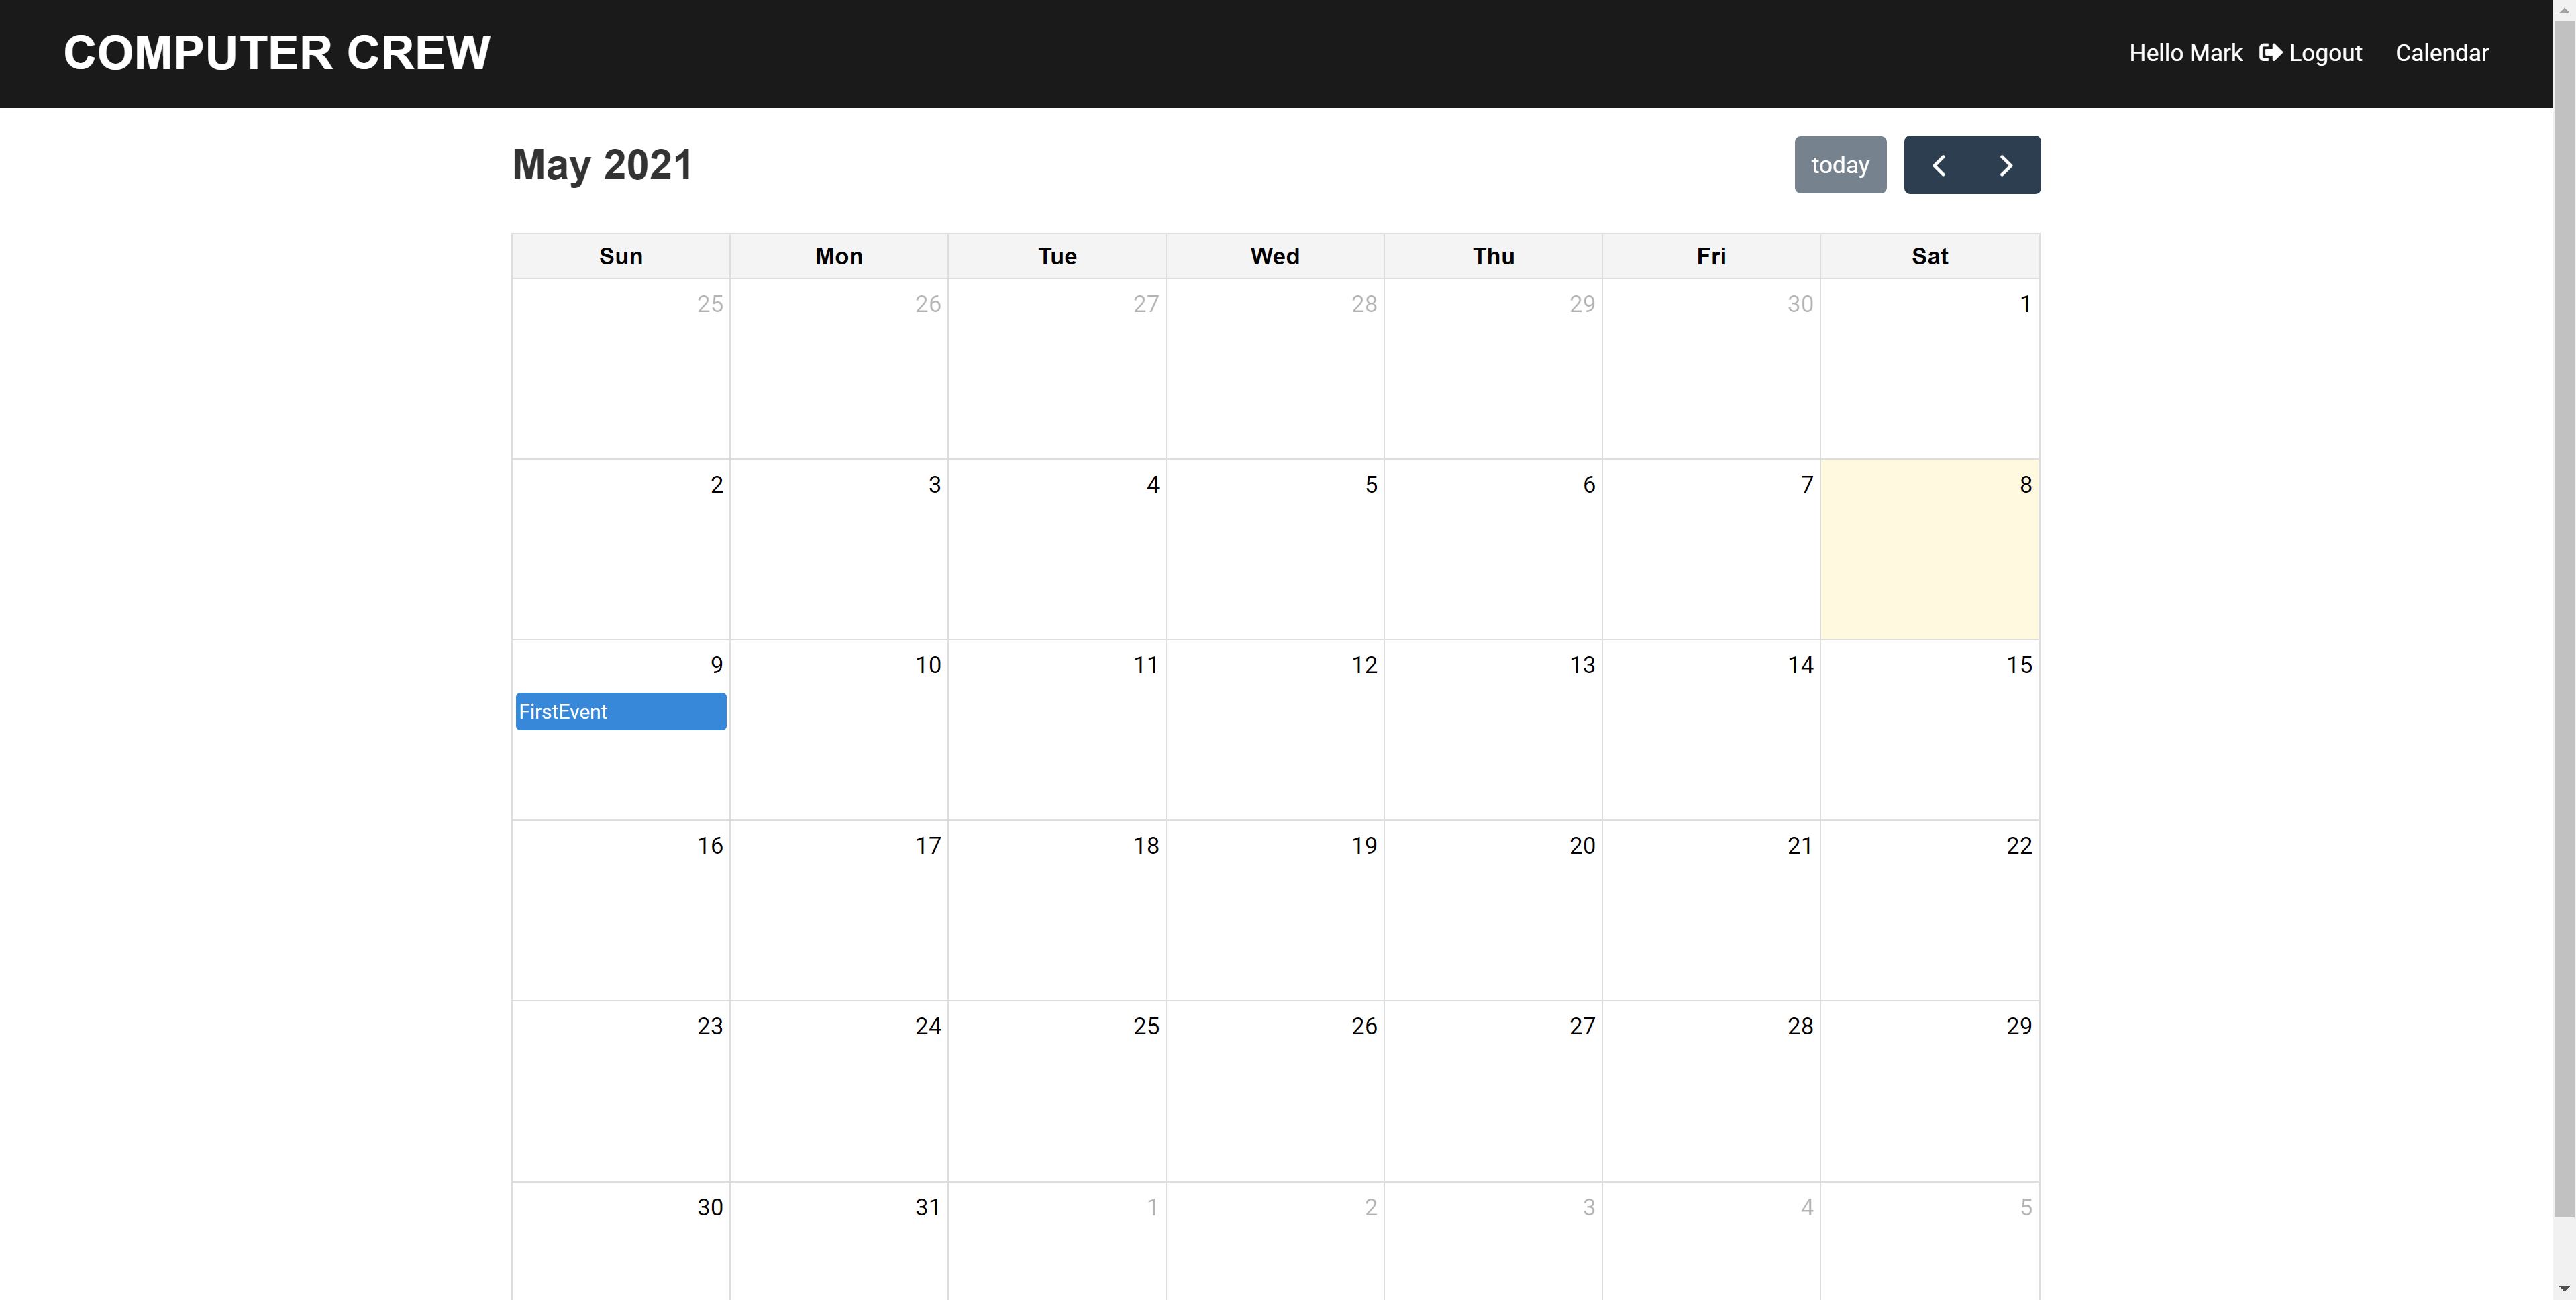 COMPUTER CREW
Hello Mark Logout Calendar
May 2021
today
Sun Mon Tue Wed Thu Fri Sat
25 26 27 28 29 30 1
2 3 4 5 6 7 8
9 10 11 12 13 14 15
FirstEvent
16 17 18 19 20 21 22
23 24 25 26 27 28 29
30 31 1 2 3 4 5